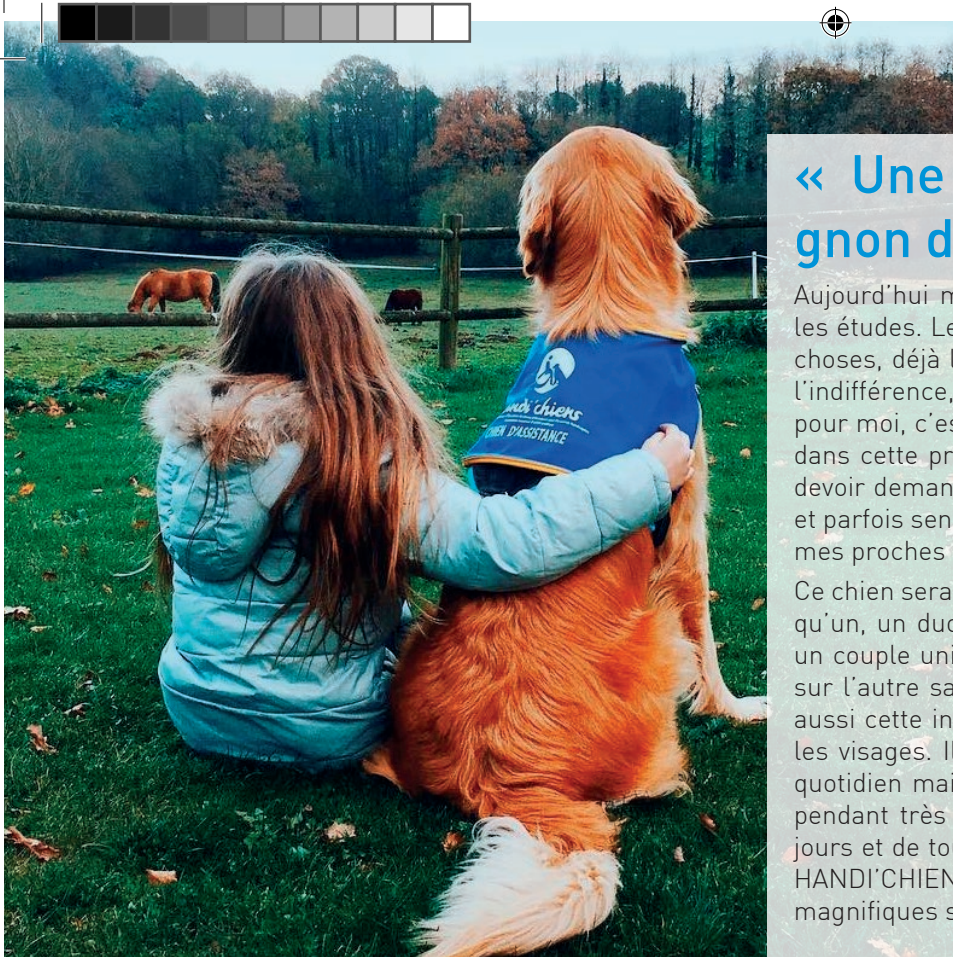 « Une
gnon d
Aujourd'hui m
les études. Le
choses, déjà l
l'indifférence,
pour moi, c'es
dans cette pr
devoir deman
et parfois sen
mes proches
Ce chien sera
qu'un, un duo
un couple uni
sur l'autre sa
aussi cette in
les visages. Il
quotidien mai
pendant très
jours et de tou
HANDI'CHIEN
magnifiques s
andi'chiens
CHIEN D'ASSISTANCE